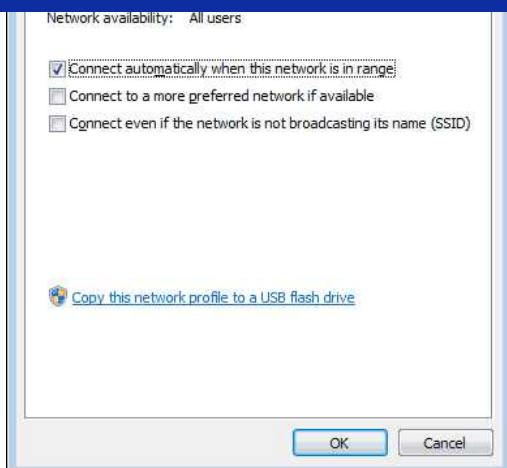 Network availability: All users
Connect automatically when this network is in range
Connect to a more preferred network if available
Connect even if the network is not broadcasting its name (SSID)
Copy this network profile to a USB flash drive
OK Cancel